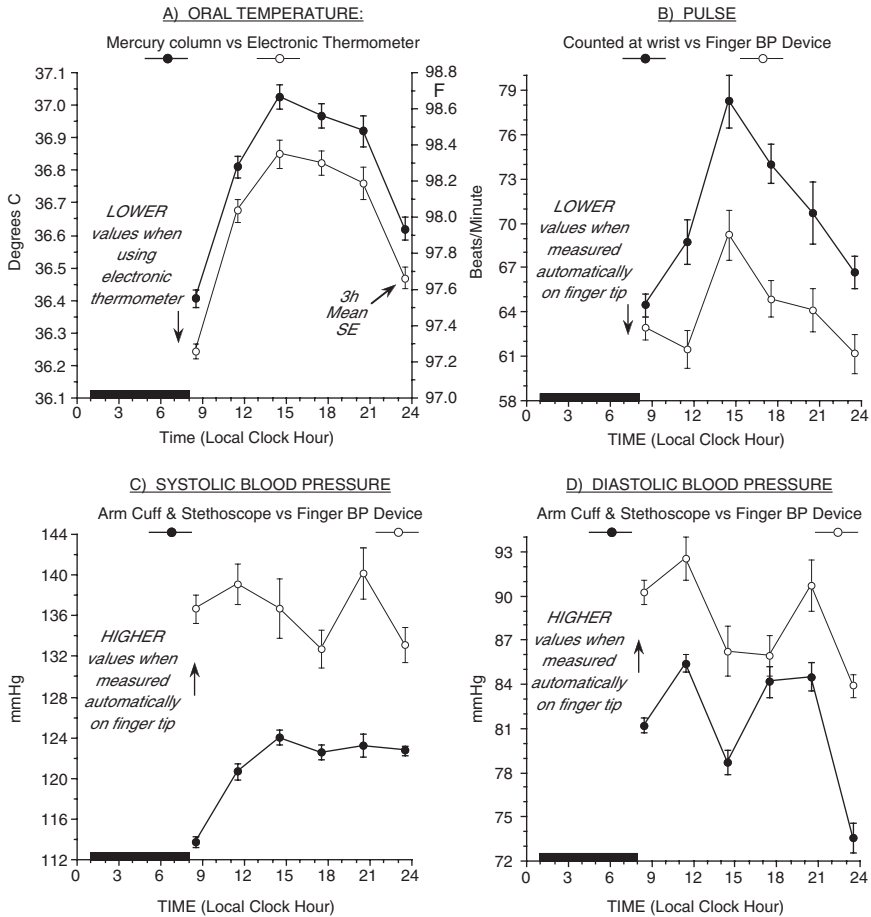 A) ORAL TEMPERATURE:
Mercury column vs Electronic Thermometer
37.1
37.0
36.9
36.8
36.7
36.6
36.5
36.4
36.3
36.2
36.1
Degrees C
98.8
F
98.6
98.4
98.2
98.0
97.8
97.6
97.4
97.2
97.0
LOWER
values when
using
electronic
thermometer
3h
Mean
SE
0 3 6 9 12 15 18 21 24
Time (Local Clock Hour)
B) PULSE
Counted at wrist vs Finger BP Device
79
76
73
70
67
64
61
58
Beats/Minute
LOWER
values when
measured
automatically
on finger tip
0 3 6 9 12 15 18 21 24
TIME (Local Clock Hour)
C) SYSTOLIC BLOOD PRESSURE
Arm Cuff & Stethoscope vs Finger BP Device
144
140
136
132
128
124
120
116
112
mmHg
HIGHER
values when
measured
automatically
on finger tip
0 3 6 9 12 15 18 21 24
TIME (Local Clock Hour)
D) DIASTOLIC BLOOD PRESSURE
Arm Cuff & Stethoscope vs Finger BP Device
93
90
87
84
81
78
75
72
mmHg
HIGHER
values when
measured
automatically
on finger tip
0 3 6 9 12 15 18 21 24
TIME (Local Clock Hour)